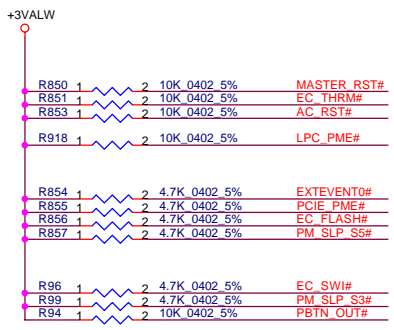 +3VALW
R850 1 2 10K_0402_5% MASTER_RST#
R851 1 2 10K_0402_5% EC_THRM#
R853 1 2 10K_0402_5% AC_RST#
R918 1 2 10K_0402_5% LPC_PME#
R854 1 2 4.7K_0402_5% EXTEVENT0#
R855 1 2 4.7K_0402_5% PCIE_PME#
R856 1 2 4.7K_0402_5% EC_FLASH#
R857 1 2 4.7K_0402_5% PM_SLP_S5#
R96 1 2 4.7K_0402_5% EC_SWI#
R99 1 2 4.7K_0402_5% PM_SLP_S3#
R94 1 2 10K_0402_5% PBTN_OUT#